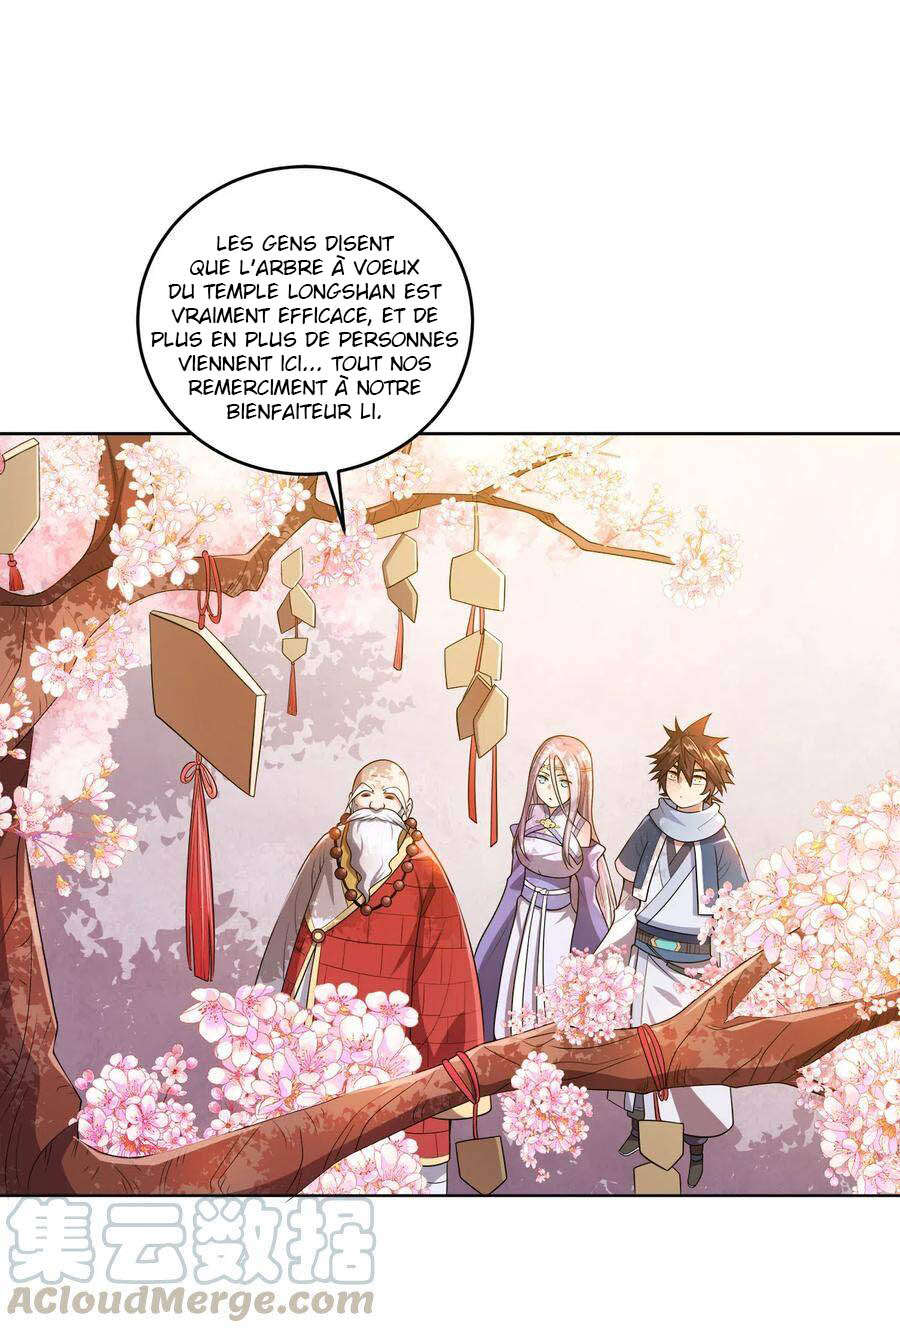 LES GENS DISENT
QUE L'ARBRE À VOEUX
DU TEMPLE LONGSHAN EST
VRAIMENT EFFICACE, ET DE
PLUS EN PLUS DE PERSONNES
VIENNENT ICI... TOUT NOS
REMERCIMENT À NOTRE
BIENFAITEUR LI.
集云数据
ACloudMerge.com